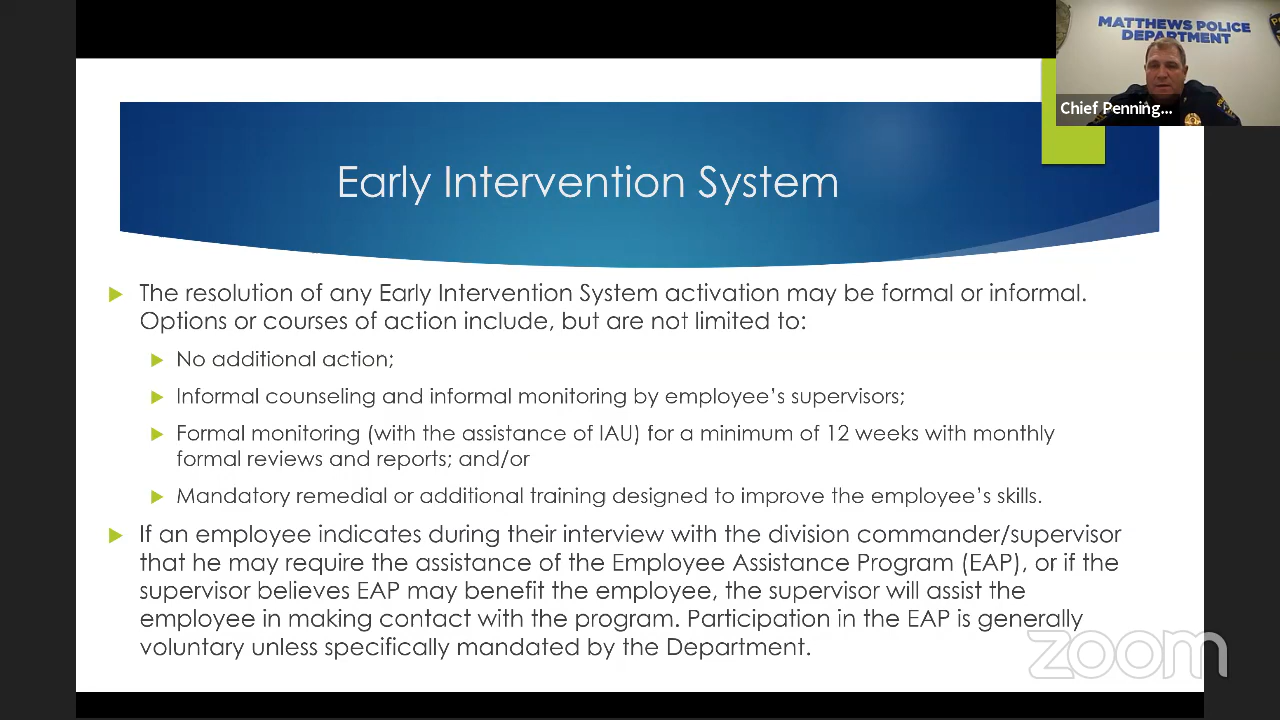 MATTHEWS POLICE
DEPARTMENT
Chief Penning...
Early Intervention System
The resolution of any Early Intervention System activation may be formal or informal.
Options or courses of action include, but are not limited to:
No additional action;
Informal counseling and informal monitoring by employee’s supervisors;
Formal monitoring (with the assistance of IAU) for a minimum of 12 weeks with monthly
formal reviews and reports; and/or
Mandatory remedial or additional training designed to improve the employee’s skills.
If an employee indicates during their interview with the division commander/supervisor
that he may require the assistance of the Employee Assistance Program (EAP), or if the
supervisor believes EAP may benefit the employee, the supervisor will assist the
employee in making contact with the program. Participation in the EAP is generally
voluntary unless specifically mandated by the Department.
zoom